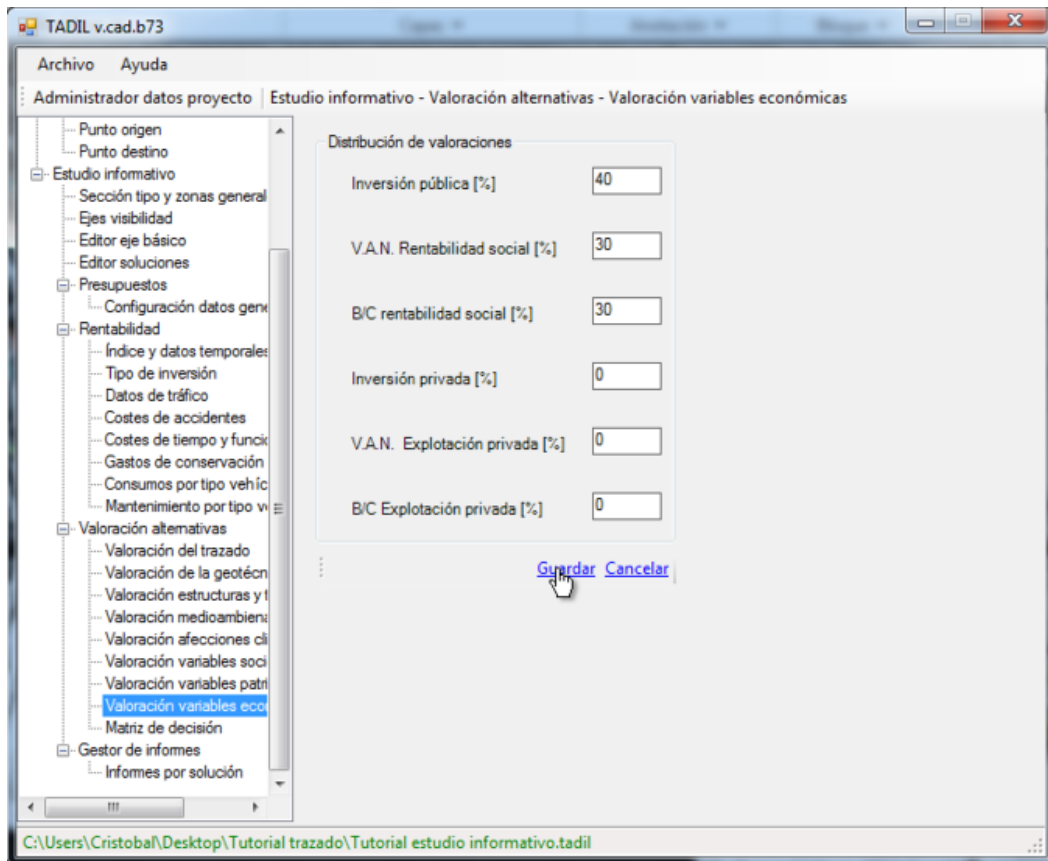 TADIL v.cad.b73
Archivo Ayuda
Administrador datos proyecto Estudio informativo - Valoración alternativas - Valoración variables económicas
Punto origen
Punto destino
Estudio informativo
Sección tipo y zonas general
Ejes visibilidad
Editor eje básico
Editor soluciones
Presupuestos
Configuración datos gene
Rentabilidad
Índice y datos temporales
Tipo de inversión
Datos de tráfico
Costes de accidentes
Costes de tiempo y funcio
Gastos de conservación
Consumos por tipo vehíc
Mantenimiento por tipo ve
Valoración alternativas
Valoración del trazado
Valoración de la geotécn
Valoración estructuras y t
Valoración medioambiena
Valoración afecciones cli
Valoración variables soci
Valoración variables patri
Valoración variables econ
Matriz de decisión
Gestor de informes
Informes por solución
Distribución de valoraciones
Inversión pública [%] 40
V.A.N. Rentabilidad social [%] 30
B/C rentabilidad social [%] 30
Inversión privada [%] 0
V.A.N. Explotación privada [%] 0
B/C Explotación privada [%] 0
Guardar Cancelar
C:\Users\Cristobal\Desktop\Tutorial trazado\Tutorial estudio informativo.tadil